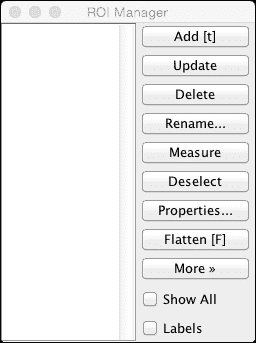 ROI Manager
Add [t]
Update
Delete
Rename...
Measure
Deselect
Properties...
Flatten [F]
More »
Show All
Labels